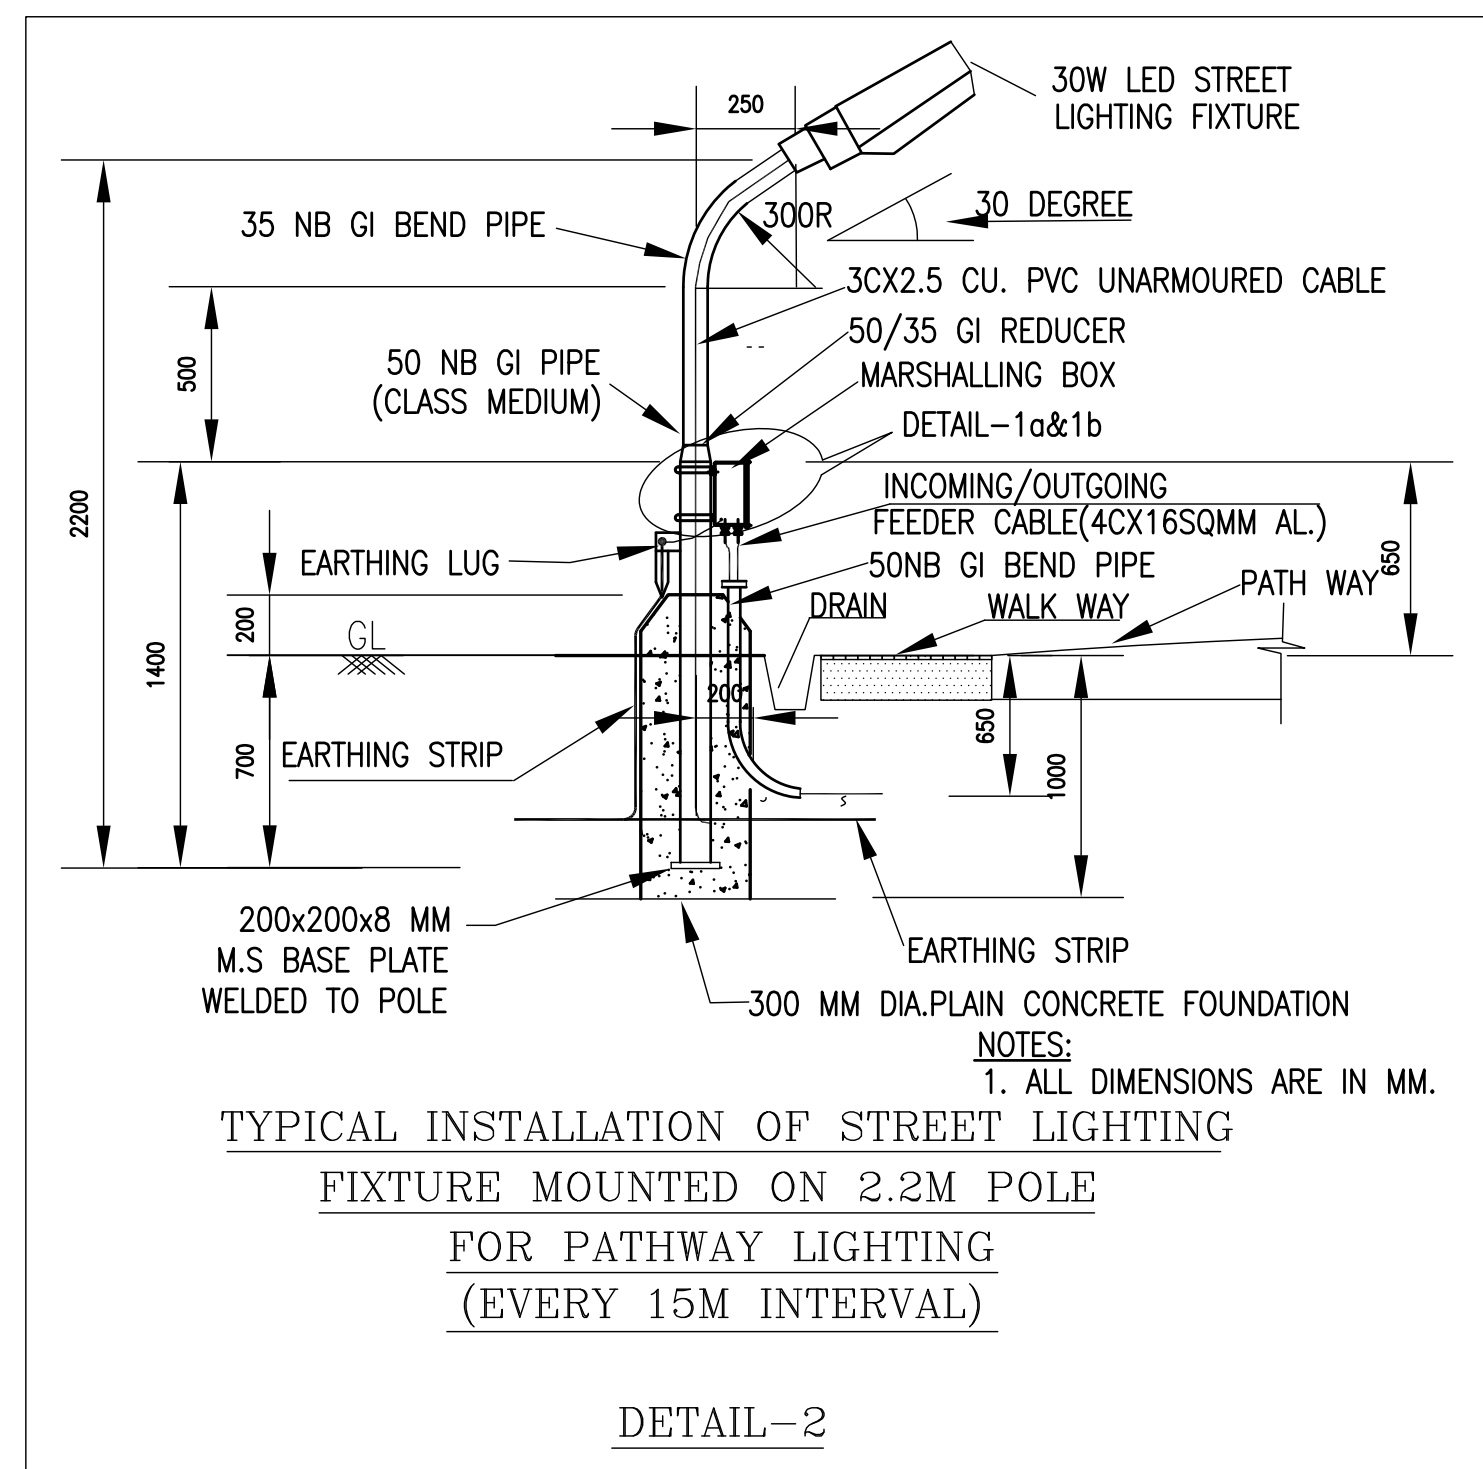 250
30W LED STREET
LIGHTING FIXTURE
35 NB GI BEND PIPE
300R
30 DEGREE
3CX2.5 CU. PVC UNARMOURED CABLE
50/35 GI REDUCER
50 NB GI PIPE
(CLASS MEDIUM)
500
MARSHALLING BOX
DETAIL-1a&1b
2200
INCOMING/OUTGOING
FEEDER CABLE(4CX16SQMM AL.)
650
EARTHING LUG
50NB GI BEND PIPE
PATH WAY
DRAIN
WALK WAY
200
GL
1400
200
650
700
EARTHING STRIP
1000
200x200x8 MM
M.S BASE PLATE
WELDED TO POLE
EARTHING STRIP
300 MM DIA.PLAIN CONCRETE FOUNDATION
NOTES:
1. ALL DIMENSIONS ARE IN MM.
TYPICAL INSTALLATION OF STREET LIGHTING
FIXTURE MOUNTED ON 2.2M POLE
FOR PATHWAY LIGHTING
(EVERY 15M INTERVAL)
DETAIL-2